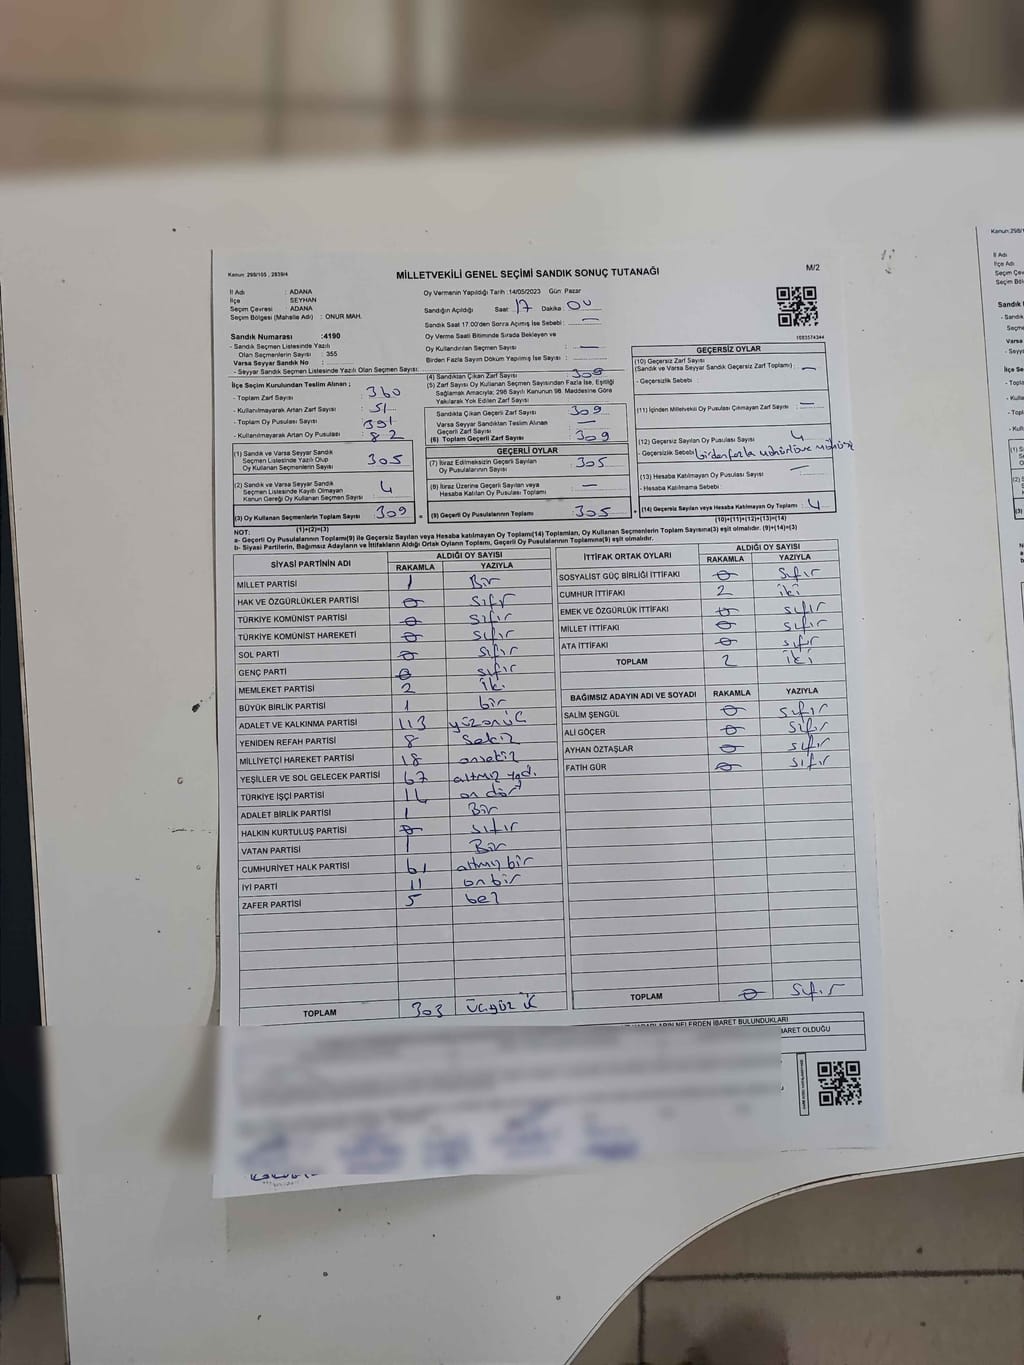 Kanun: 298/105 , 2839/4
MİLLETVEKİLİ GENEL SEÇİMİ SANDIK SONUÇ TUTANAĞI
M/2
İl Adı : ADANA
İlçe : SEYHAN
Seçim Çevresi : ADANA
Seçim Bölgesi (Mahalle Adı) : ONUR MAH.
Sandık Numarası :4190
- Sandık Seçmen Listesinde Yazılı
Olan Seçmenlerin Sayısı : 355
Varsa Seyyar Sandık No :
- Seyyar Sandık Seçmen Listesinde Yazılı Olan Seçmen Sayısı:
Oy Vermenin Yapıldığı Tarih : 14/05/2023 Gün: Pazar
Sandığın Açıldığı Saat : 17 Dakika : 00
Sandık Saat 17.00'den Sonra Açılmış İse Sebebi : —
Oy Verme Saati Bitiminde Sırada Bekleyen ve
Oy Kullandırılan Seçmen Sayısı : —
Birden Fazla Sayım Döküm Yapılmış İse Sayısı :
1683574344
İlçe Seçim Kurulundan Teslim Alınan ;
- Toplam Zarf Sayısı : 360
- Kullanılmayarak Artan Zarf Sayısı : 51
- Toplam Oy Pusulası Sayısı : 391
- Kullanılmayarak Artan Oy Pusulası : 82
(1) Sandık ve Varsa Seyyar Sandık
Seçmen Listesinde Yazılı Olup
Oy Kullanan Seçmenlerin Sayısı : 305
(2) Sandık ve Varsa Seyyar Sandık
Seçmen Listesinde Kayıtlı Olmayan
Kanun Gereği Oy Kullanan Seçmen Sayısı : 4
(3) Oy Kullanan Seçmenlerin Toplam Sayısı : 309
(1)+(2)=(3)
(4) Sandıktan Çıkan Zarf Sayısı : 309
(5) Zarf Sayısı Oy Kullanan Seçmen Sayısından Fazla İse, Eşitliği
Sağlamak Amacıyla; 298 Sayılı Kanunun 98. Maddesine Göre
Yakılarak Yok Edilen Zarf Sayısı
Sandıkta Çıkan Geçerli Zarf Sayısı : 309
Varsa Seyyar Sandıktan Teslim Alınan
Geçerli Zarf Sayısı : —
(6) Toplam Geçerli Zarf Sayısı : 309
GEÇERLİ OYLAR
(7) İtiraz Edilmeksizin Geçerli Sayılan
Oy Pusulalarının Sayısı : 305
(8) İtiraz Üzerine Geçerli Sayılan veya
Hesaba Katılan Oy Pusulası Toplamı : —
(9) Geçerli Oy Pusulalarının Toplamı : 305
GEÇERSİZ OYLAR
(10) Geçersiz Zarf Sayısı
(Sandık ve Varsa Seyyar Sandık Geçersiz Zarf Toplamı) : —
- Geçersizlik Sebebi :
(11) İçinden Milletvekili Oy Pusulası Çıkmayan Zarf Sayısı : —
(12) Geçersiz Sayılan Oy Pusulası Sayısı : 4
- Geçersizlik Sebebi : birden fazla
(13) Hesaba Katılmayan Oy Pusulası Sayısı : —
- Hesaba Katılmama Sebebi :
(14) Geçersiz Sayılan veya Hesaba Katılmayan Oy Toplamı : 4
(10)+(11)+(12)+(13)=(14)
NOT:
a- Geçerli Oy Pusulalarının Toplamı(9) ile Geçersiz Sayılan veya Hesaba katılmayan Oy Toplam(14) Toplamları, Oy Kullanan Seçmenlerin Toplam Sayısına(3) eşit olmalıdır. (9)+(14)=(3)
b- Siyasi Partilerin, Bağımsız Adayların ve İttifakların Aldığı Ortak Oyların Toplamı, Geçerli Oy Pusulalarının Toplamına(9) eşit olmalıdır.
SİYASİ PARTİNİN ADI ALDIĞI OY SAYISI
RAKAMLA YAZIYLA
MİLLET PARTİSİ 1 Bir
HAK VE ÖZGÜRLÜKLER PARTİSİ 0 sıfır
TÜRKİYE KOMÜNİST PARTİSİ 0 sıfır
TÜRKİYE KOMÜNİST HAREKETİ 0 sıfır
SOL PARTİ 0 sıfır
GENÇ PARTİ 0 sıfır
MEMLEKET PARTİSİ 2 iki
BÜYÜK BİRLİK PARTİSİ 1 bir
ADALET VE KALKINMA PARTİSİ 113 yüzonüç
YENİDEN REFAH PARTİSİ 8 sekiz
MİLLİYETÇİ HAREKET PARTİSİ 18 onsekiz
YEŞİLLER VE SOL GELECEK PARTİSİ 67 altmış yedi
TÜRKİYE İŞÇİ PARTİSİ 14 on dört
ADALET BİRLİK PARTİSİ 1 Bir
HALKIN KURTULUŞ PARTİSİ 0 sıfır
VATAN PARTİSİ 1 Bir
CUMHURİYET HALK PARTİSİ 61 altmış bir
İYİ PARTİ 11 on bir
ZAFER PARTİSİ 5 beş
TOPLAM 303 üçyüz üç
İTTİFAK ORTAK OYLARI ALDIĞI OY SAYISI
RAKAMLA YAZIYLA
SOSYALİST GÜÇ BİRLİĞİ İTTİFAKI 0 sıfır
CUMHUR İTTİFAKI 2 iki
EMEK VE ÖZGÜRLÜK İTTİFAKI 0 sıfır
MİLLET İTTİFAKI 0 sıfır
ATA İTTİFAKI 0 sıfır
TOPLAM 2 iki
BAĞIMSIZ ADAYIN ADI VE SOYADI RAKAMLA YAZIYLA
SALİM ŞENGÜL 0 sıfır
ALİ GÖÇER 0 sıfır
AYHAN ÖZTAŞLAR 0 sıfır
FATİH GÜR 0 sıfır
TOPLAM 0 sıfır
NELERDEN İBARET BULUNDUKLARI
BARET OLDUĞU